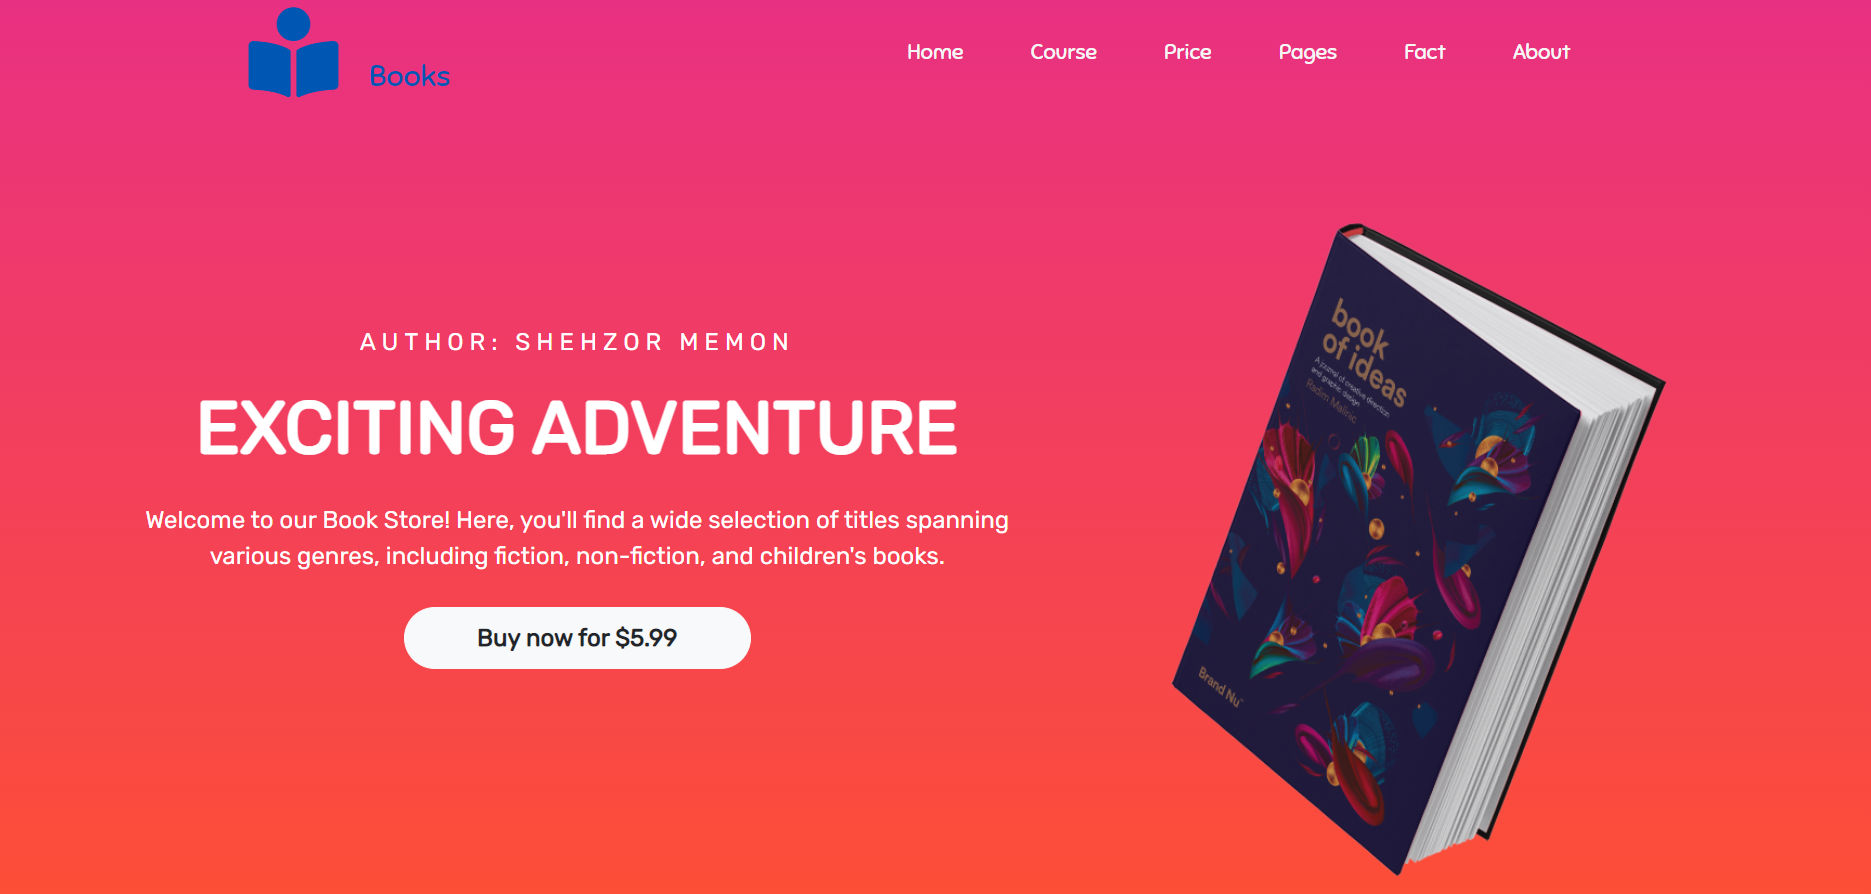 Books
Home
Course
Price
Pages
Fact
About
AUTHOR: SHEHZOR MEMON
EXCITING ADVENTURE
Welcome to our Book Store! Here, you'll find a wide selection of titles spanning
various genres, including fiction, non-fiction, and children's books.
Buy now for $5.99
book
of ideas
A journal of creative direction
and graphic design
Radim Malinic
Brand Nu™